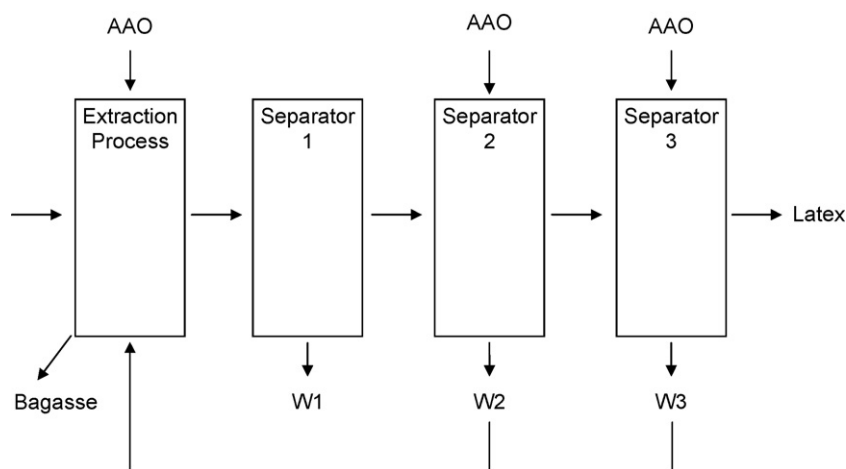 AAO
AAO
AAO
Extraction
Process
Separator
1
Separator
2
Separator
3
Latex
Bagasse
W1
W2
W3